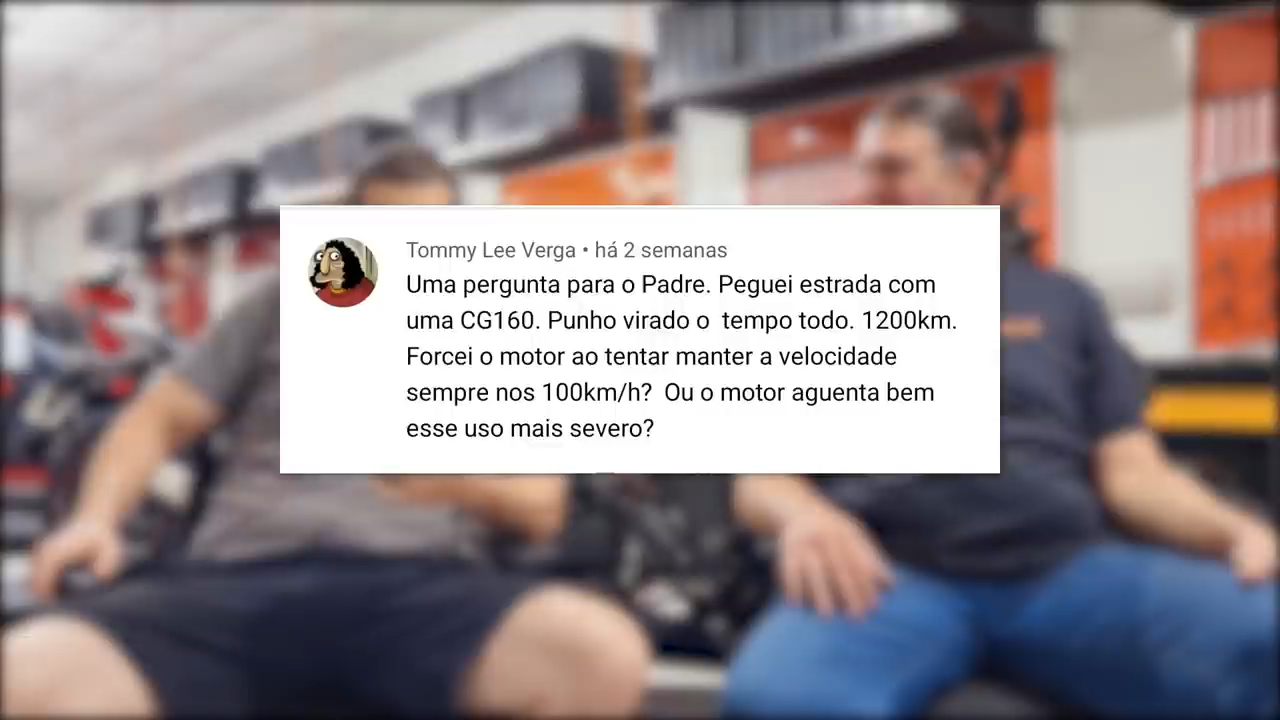 Tommy Lee Verga • há 2 semanas
Uma pergunta para o Padre. Peguei estrada com
uma CG160. Punho virado o  tempo todo. 1200km.
Forcei o motor ao tentar manter a velocidade
sempre nos 100km/h?  Ou o motor aguenta bem
esse uso mais severo?